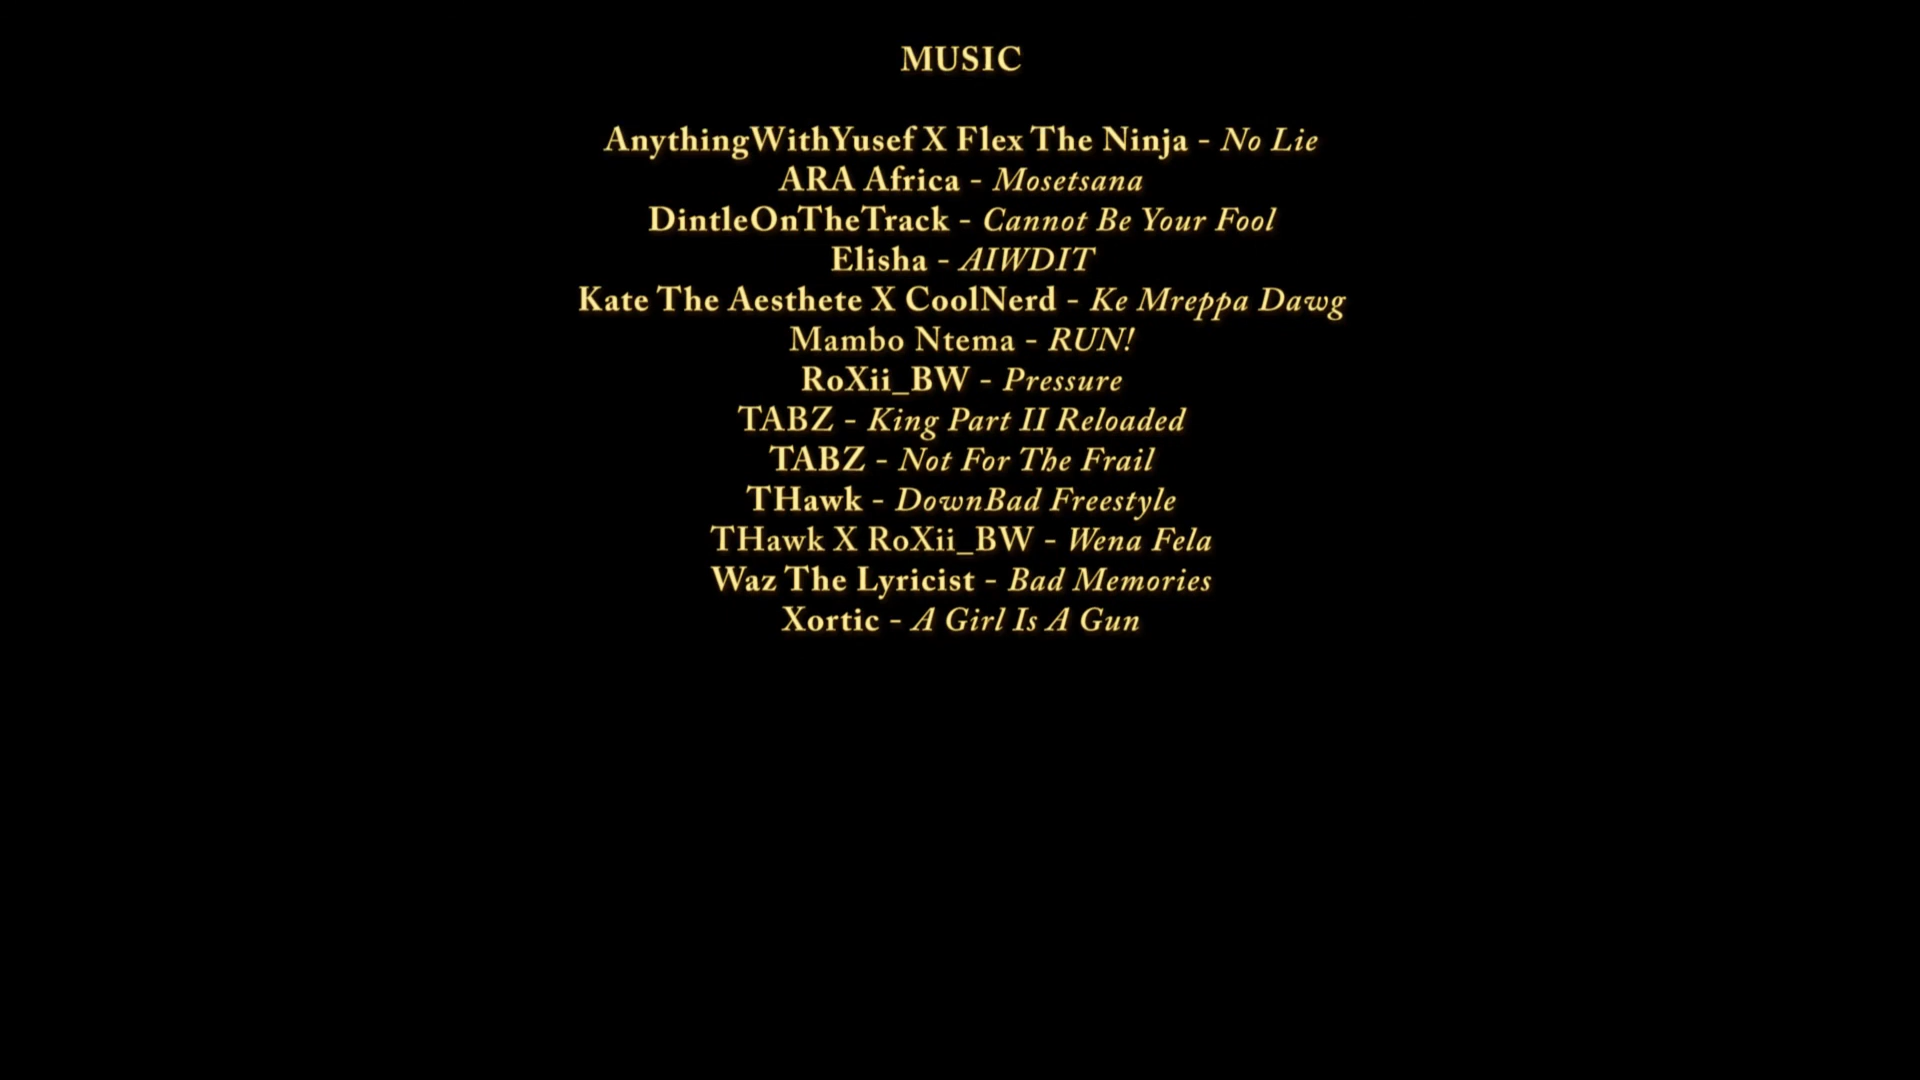 MUSIC
AnythingWithYusef X Flex The Ninja - No Lie
ARA Africa - Mosetsana
DintleOnTheTrack - Cannot Be Your Fool
Elisha - AIWDIT
Kate The Aesthete X CoolNerd - Ke Mreppa Dawg
Mambo Ntema - RUN!
RoXii_BW - Pressure
TABZ - King Part II Reloaded
TABZ - Not For The Frail
THawk - DownBad Freestyle
THawk X RoXii_BW - Wena Fela
Waz The Lyricist - Bad Memories
Xortic - A Girl Is A Gun